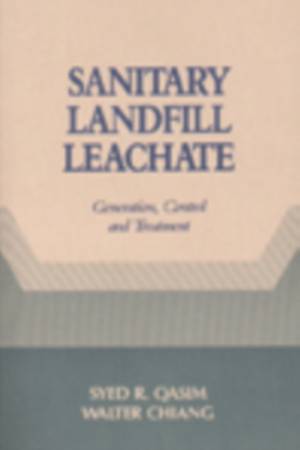 SANITARY
LANDFILL
LEACHATE
Generation, Control
and Treatment
SYED R. QASIM
WALTER CHIANG